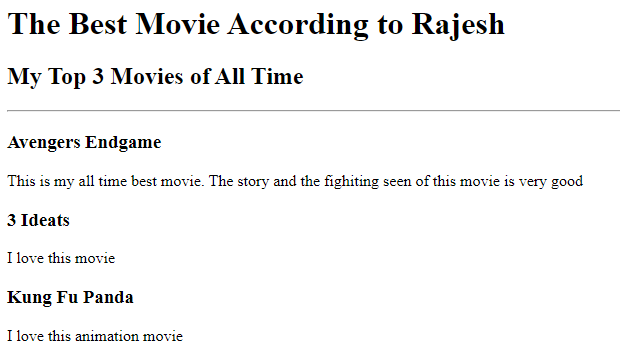 The Best Movie According to Rajesh
My Top 3 Movies of All Time
Avengers Endgame
This is my all time best movie. The story and the fighiting seen of this movie is very good
3 Ideats
I love this movie
Kung Fu Panda
I love this animation movie